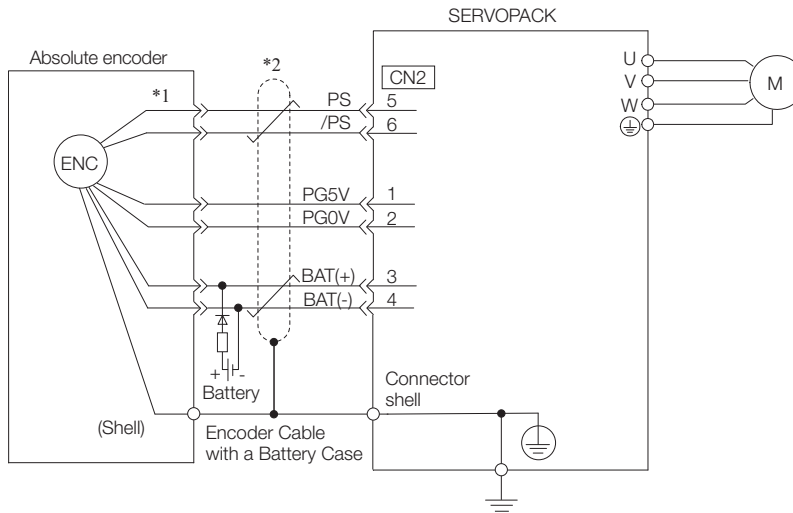 SERVOPACK
Absolute encoder
*2
CN2
U
V
W
M
*1
PS
5
/PS
6
ENC
PG5V
1
PG0V
2
BAT(+)
3
BAT(-)
4
+
-
Battery
Connector
shell
(Shell)
Encoder Cable
with a Battery Case